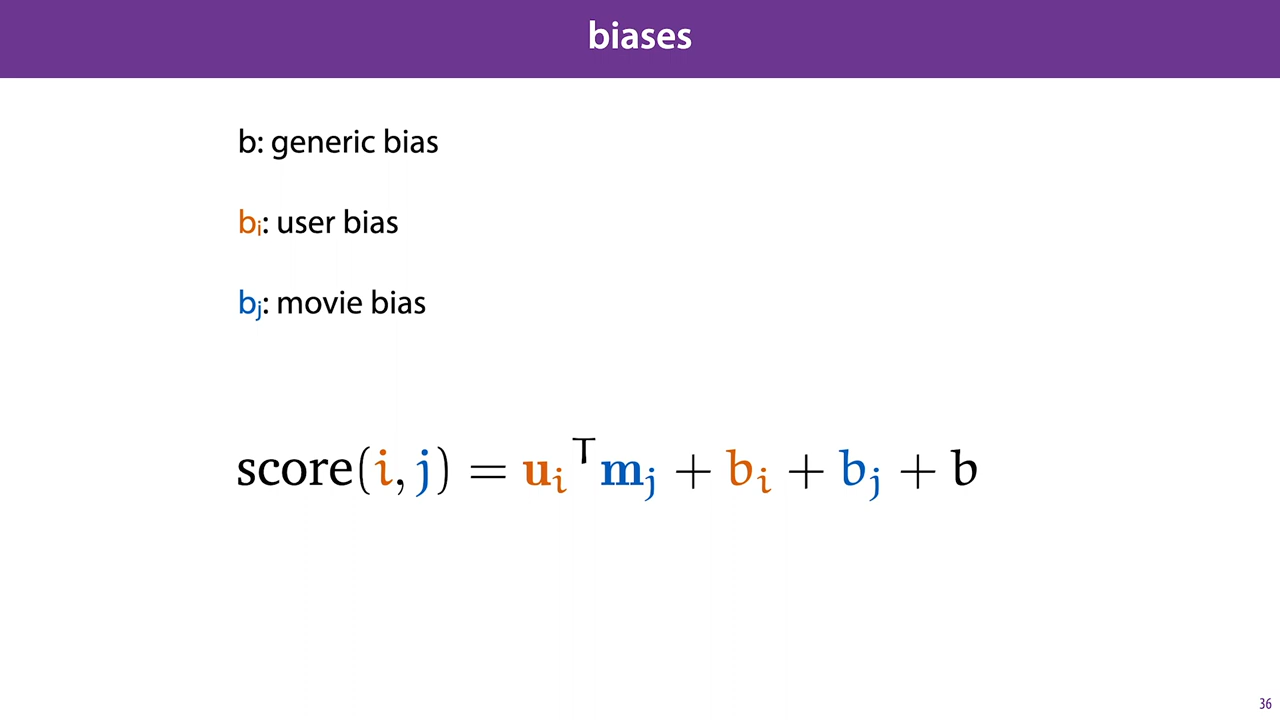 biases
b: generic bias
bᵢ: user bias
bⱼ: movie bias
score(i, j) = uᵢᵀmⱼ + bᵢ + bⱼ + b
36